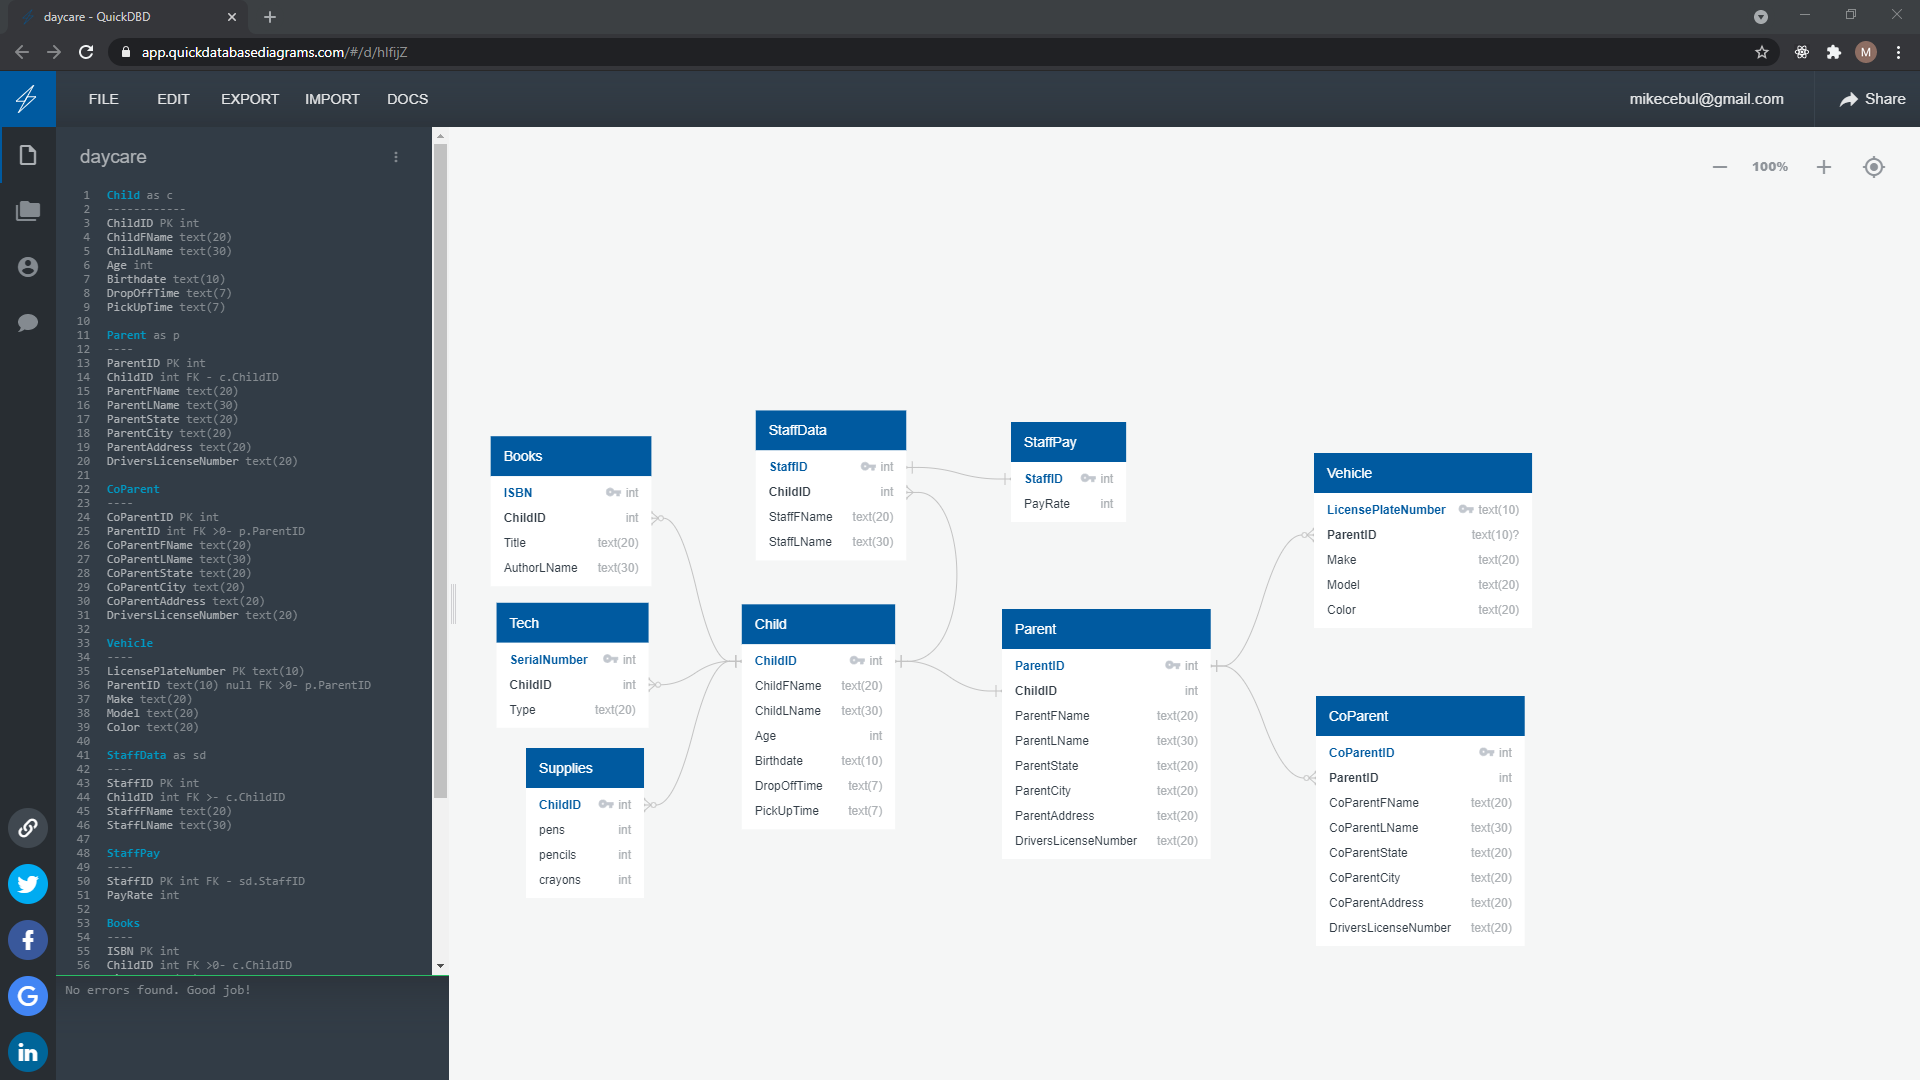 daycare - QuickDBD
app.quickdatabasediagrams.com/#/d/hIfijZ
M
FILE EDIT EXPORT IMPORT DOCS
mikecebul@gmail.com Share
daycare
100%
1 Child as c
2 ------------
3 ChildID PK int
4 ChildFName text(20)
5 ChildLName text(30)
6 Age int
7 Birthdate text(10)
8 DropOffTime text(7)
9 PickUpTime text(7)
10
11 Parent as p
12 ----
13 ParentID PK int
14 ChildID int FK - c.ChildID
15 ParentFName text(20)
16 ParentLName text(30)
17 ParentState text(20)
18 ParentCity text(20)
19 ParentAddress text(20)
20 DriversLicenseNumber text(20)
21
22 CoParent
23 ----
24 CoParentID PK int
25 ParentID int FK >0- p.ParentID
26 CoParentFName text(20)
27 CoParentLName text(30)
28 CoParentState text(20)
29 CoParentCity text(20)
30 CoParentAddress text(20)
31 DriversLicenseNumber text(20)
32
33 Vehicle
34 ----
35 LicensePlateNumber PK text(10)
36 ParentID text(10) null FK >0- p.ParentID
37 Make text(20)
38 Model text(20)
39 Color text(20)
40
41 StaffData as sd
42 ----
43 StaffID PK int
44 ChildID int FK >- c.ChildID
45 StaffFName text(20)
46 StaffLName text(30)
47
48 StaffPay
49 ----
50 StaffID PK int FK - sd.StaffID
51 PayRate int
52
53 Books
54 ----
55 ISBN PK int
56 ChildID int FK >0- c.ChildID
No errors found. Good job!
Books
ISBN int
ChildID int
Title text(20)
AuthorLName text(30)
Tech
SerialNumber int
ChildID int
Type text(20)
Supplies
ChildID int
pens int
pencils int
crayons int
StaffData
StaffID int
ChildID int
StaffFName text(20)
StaffLName text(30)
Child
ChildID int
ChildFName text(20)
ChildLName text(30)
Age int
Birthdate text(10)
DropOffTime text(7)
PickUpTime text(7)
StaffPay
StaffID int
PayRate int
Parent
ParentID int
ChildID int
ParentFName text(20)
ParentLName text(30)
ParentState text(20)
ParentCity text(20)
ParentAddress text(20)
DriversLicenseNumber text(20)
Vehicle
LicensePlateNumber text(10)
ParentID text(10)?
Make text(20)
Model text(20)
Color text(20)
CoParent
CoParentID int
ParentID int
CoParentFName text(20)
CoParentLName text(30)
CoParentState text(20)
CoParentCity text(20)
CoParentAddress text(20)
DriversLicenseNumber text(20)